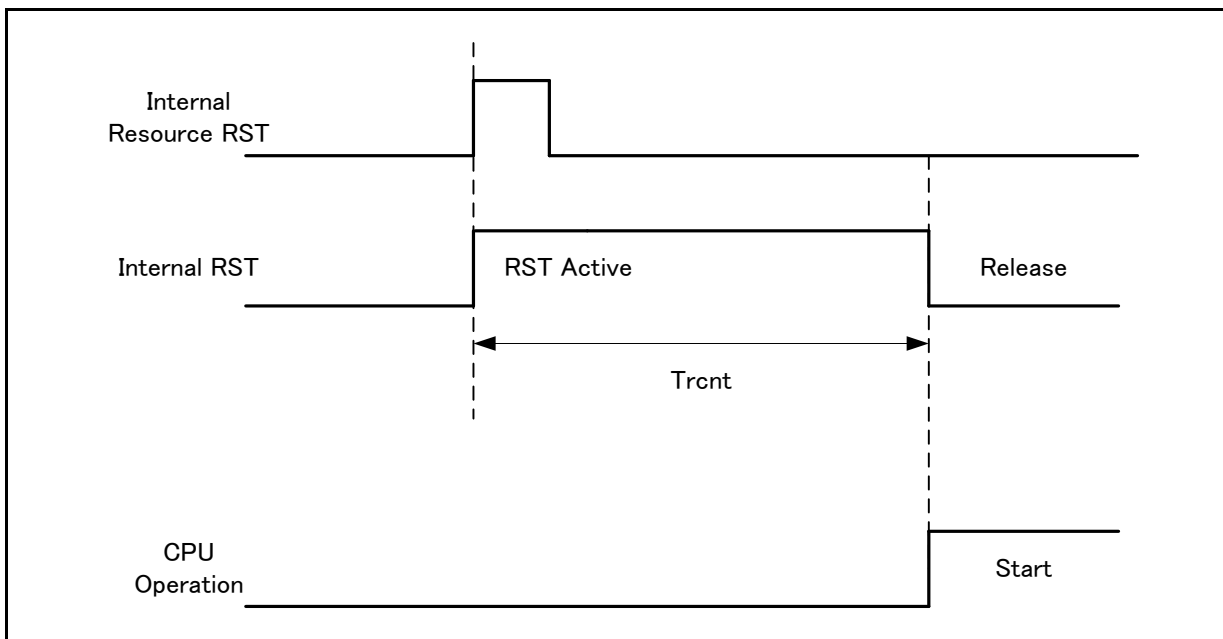 Internal
Resource RST
Internal RST
RST Active
Release
Trcnt
CPU
Operation
Start